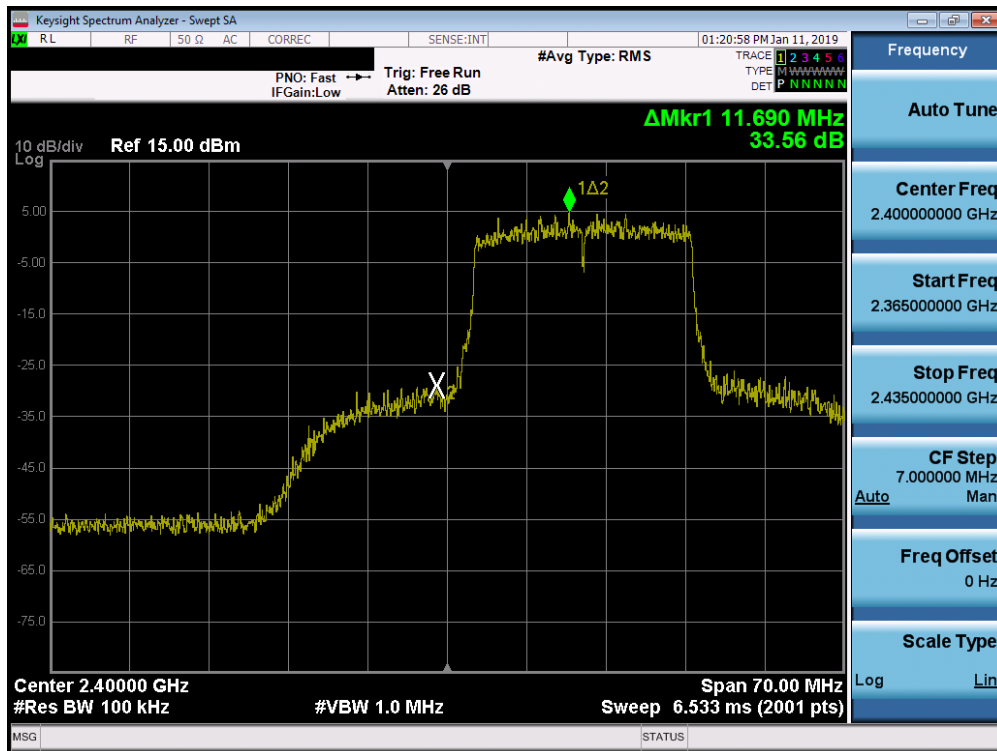 Keysight Spectrum Analyzer - Swept SA
LXI RL RF 50 Ω AC CORREC SENSE:INT 01:20:58 PM Jan 11, 2019
PNO: Fast Trig: Free Run #Avg Type: RMS TRACE 1 2 3 4 5 6
IFGain:Low Atten: 26 dB TYPE M WWWWW
DET P N N N N N
ΔMkr1 11.690 MHz
33.56 dB
10 dB/div Ref 15.00 dBm
Log
1Δ2
5.00
-5.00
-15.0
-25.0
X
-35.0
-45.0
-55.0
-65.0
-75.0
Center 2.40000 GHz Span 70.00 MHz
#Res BW 100 kHz #VBW 1.0 MHz Sweep 6.533 ms (2001 pts)
MSG STATUS
Frequency
Auto Tune
Center Freq
2.400000000 GHz
Start Freq
2.365000000 GHz
Stop Freq
2.435000000 GHz
CF Step
7.000000 MHz
Auto Man
Freq Offset
0 Hz
Scale Type
Log Lin